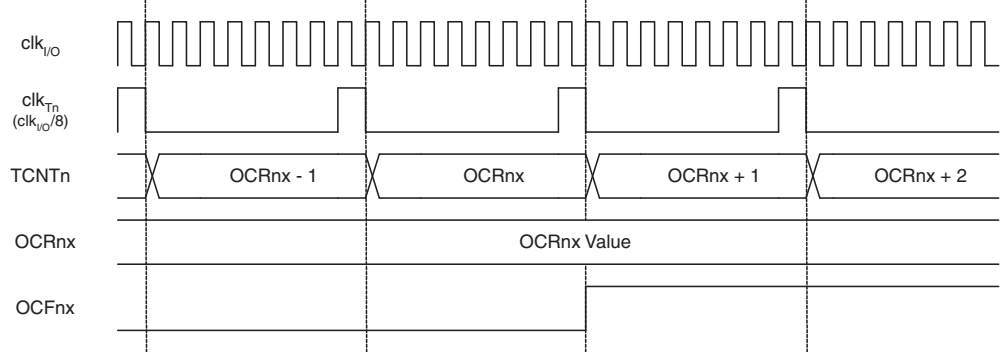 clkI/O
clkTn
(clkI/O/8)
TCNTn OCRnx - 1 OCRnx OCRnx + 1 OCRnx + 2
OCRnx OCRnx Value
OCFnx